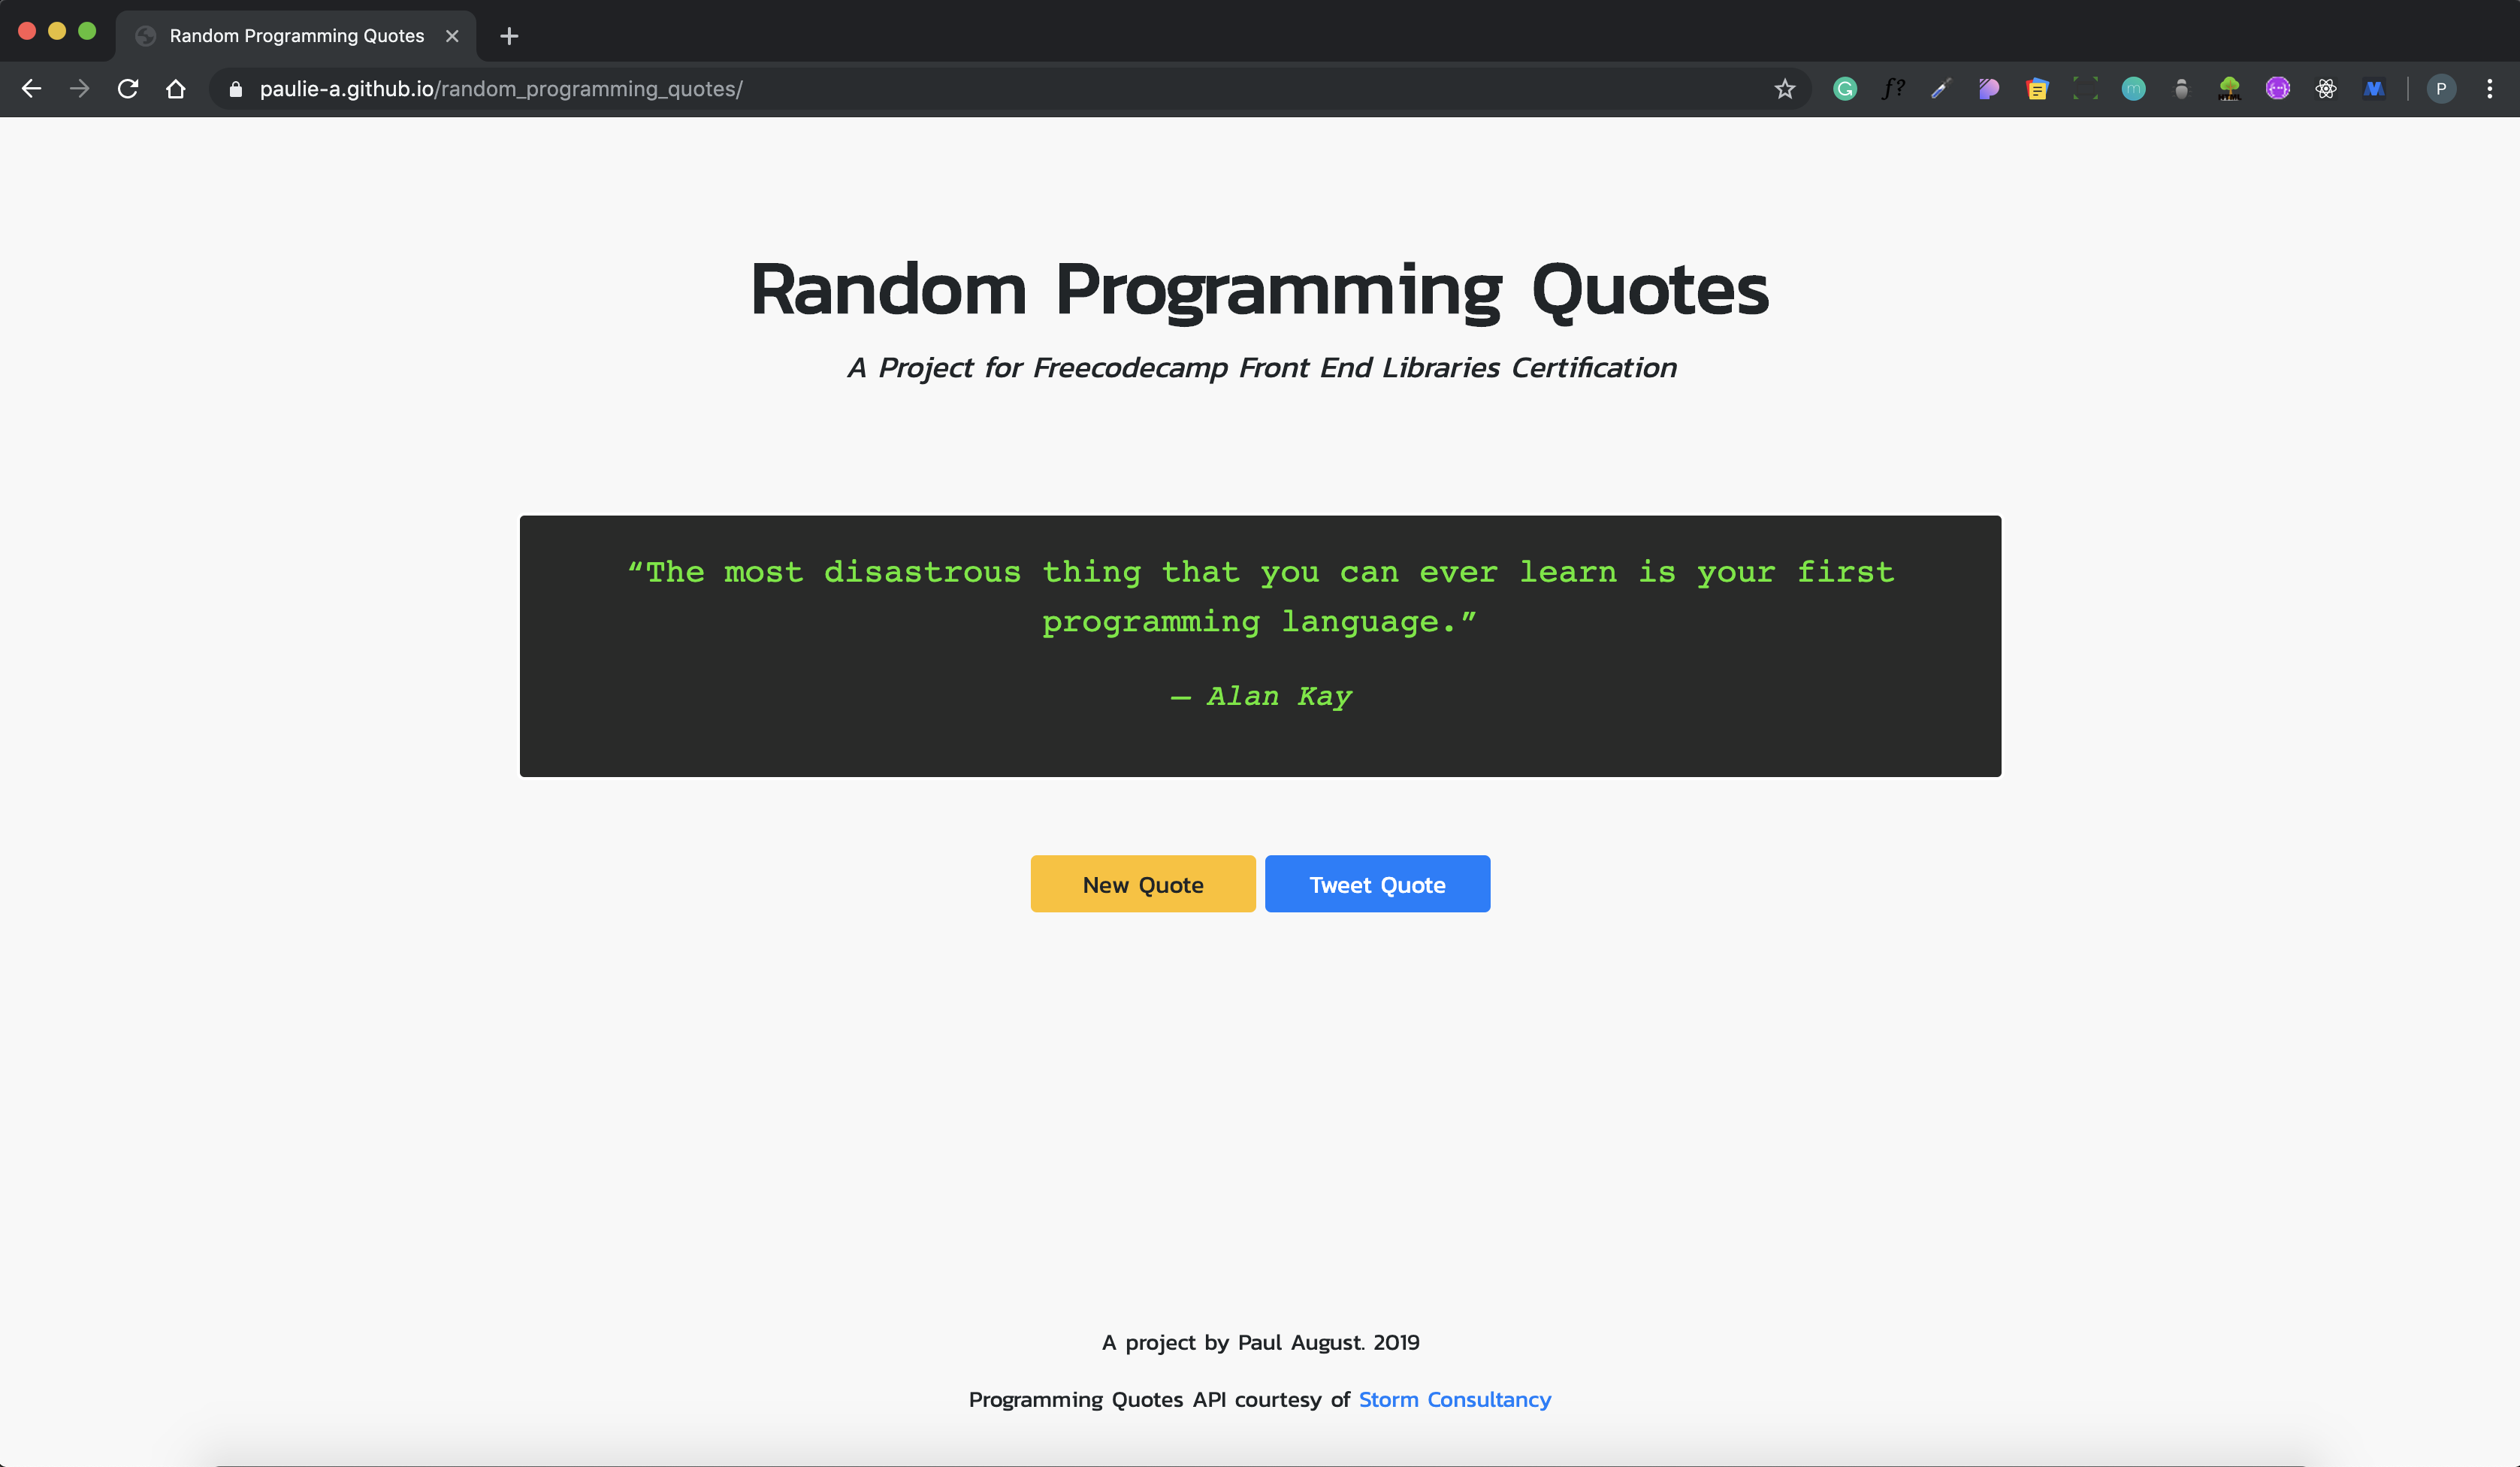 Random Programming Quotes
paulie-a.github.io/random_programming_quotes/
f?
m
HTML
P
Random Programming Quotes
A Project for Freecodecamp Front End Libraries Certification
“The most disastrous thing that you can ever learn is your first
programming language.”
— Alan Kay
New Quote
Tweet Quote
A project by Paul August. 2019
Programming Quotes API courtesy of Storm Consultancy